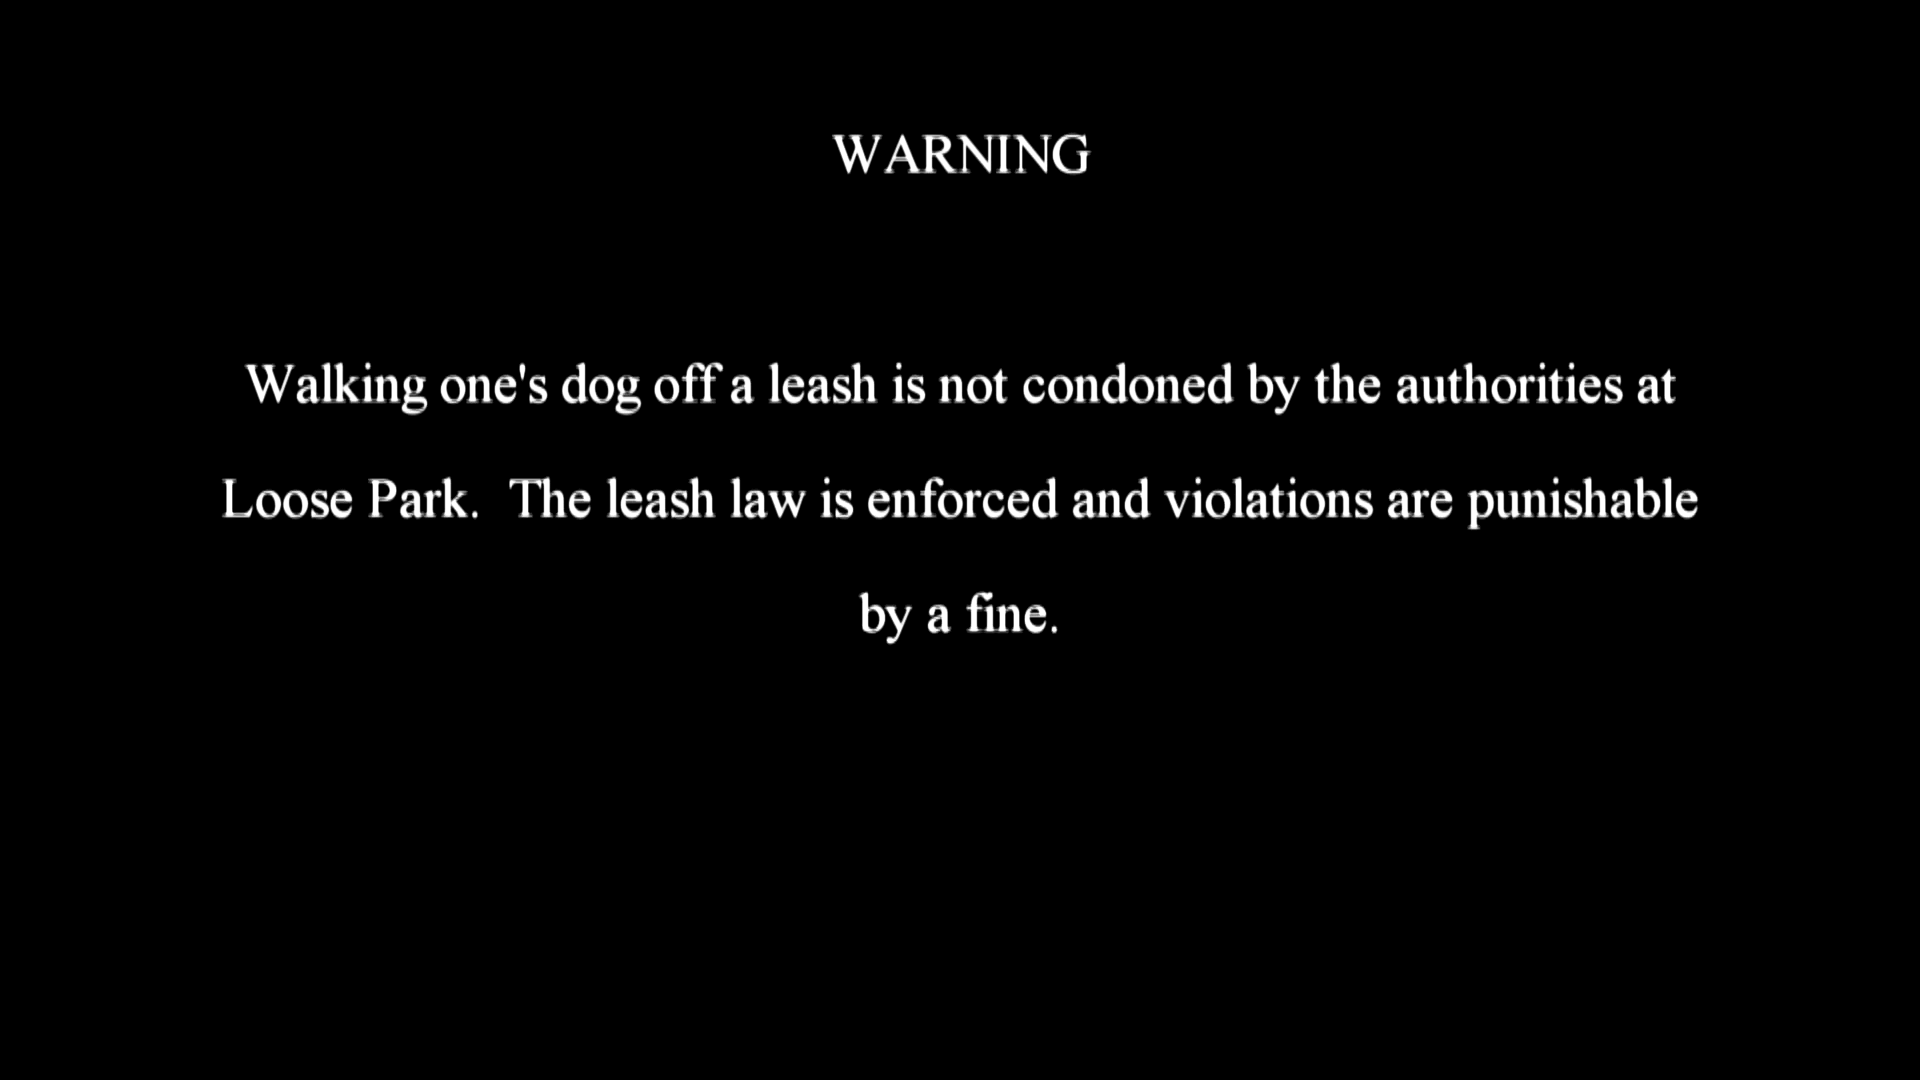 WARNING
Walking one's dog off a leash is not condoned by the authorities at
Loose Park.  The leash law is enforced and violations are punishable
by a fine.